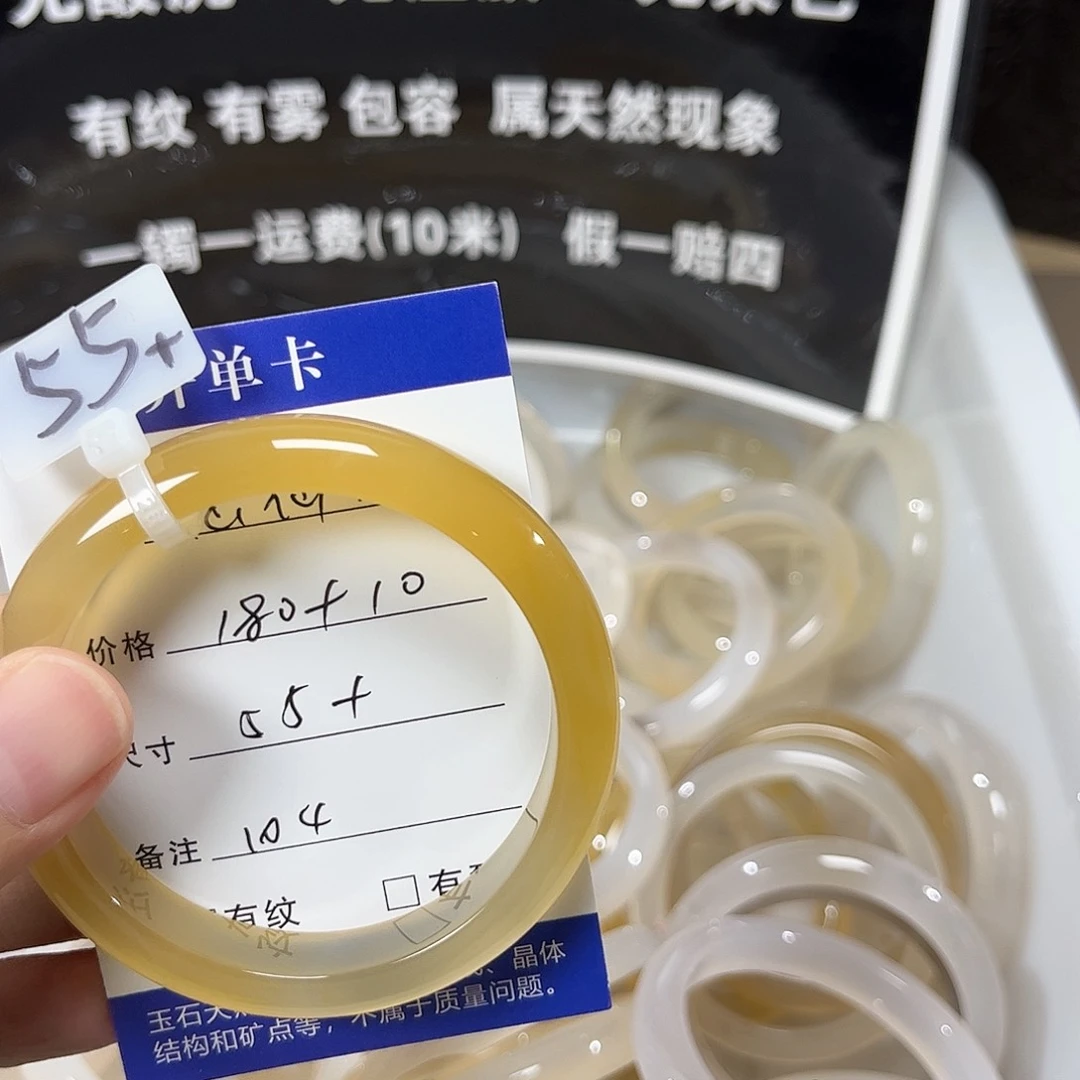 有纹 有雾 包容 属天然现象
一镯一运费(10米) 假一赔四
55+
开单卡
价格 180+10
尺寸 55+
备注 104
有纹 □有
晶体
玉石天
结构和矿点等，不属于质量问题。